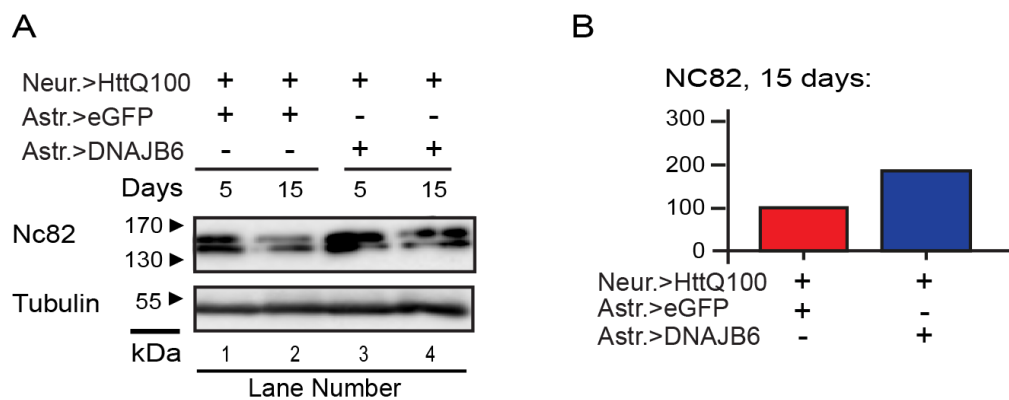 A
Neur.>HttQ100 + + + +
Astr.>eGFP + + - -
Astr.>DNAJB6 - - + +
Days 5 15 5 15
Nc82 170 ►
130 ►
Tubulin 55 ►
kDa 1 2 3 4
Lane Number
B
NC82, 15 days:
300
200
100
0
Neur.>HttQ100 + +
Astr.>eGFP + -
Astr.>DNAJB6 - +